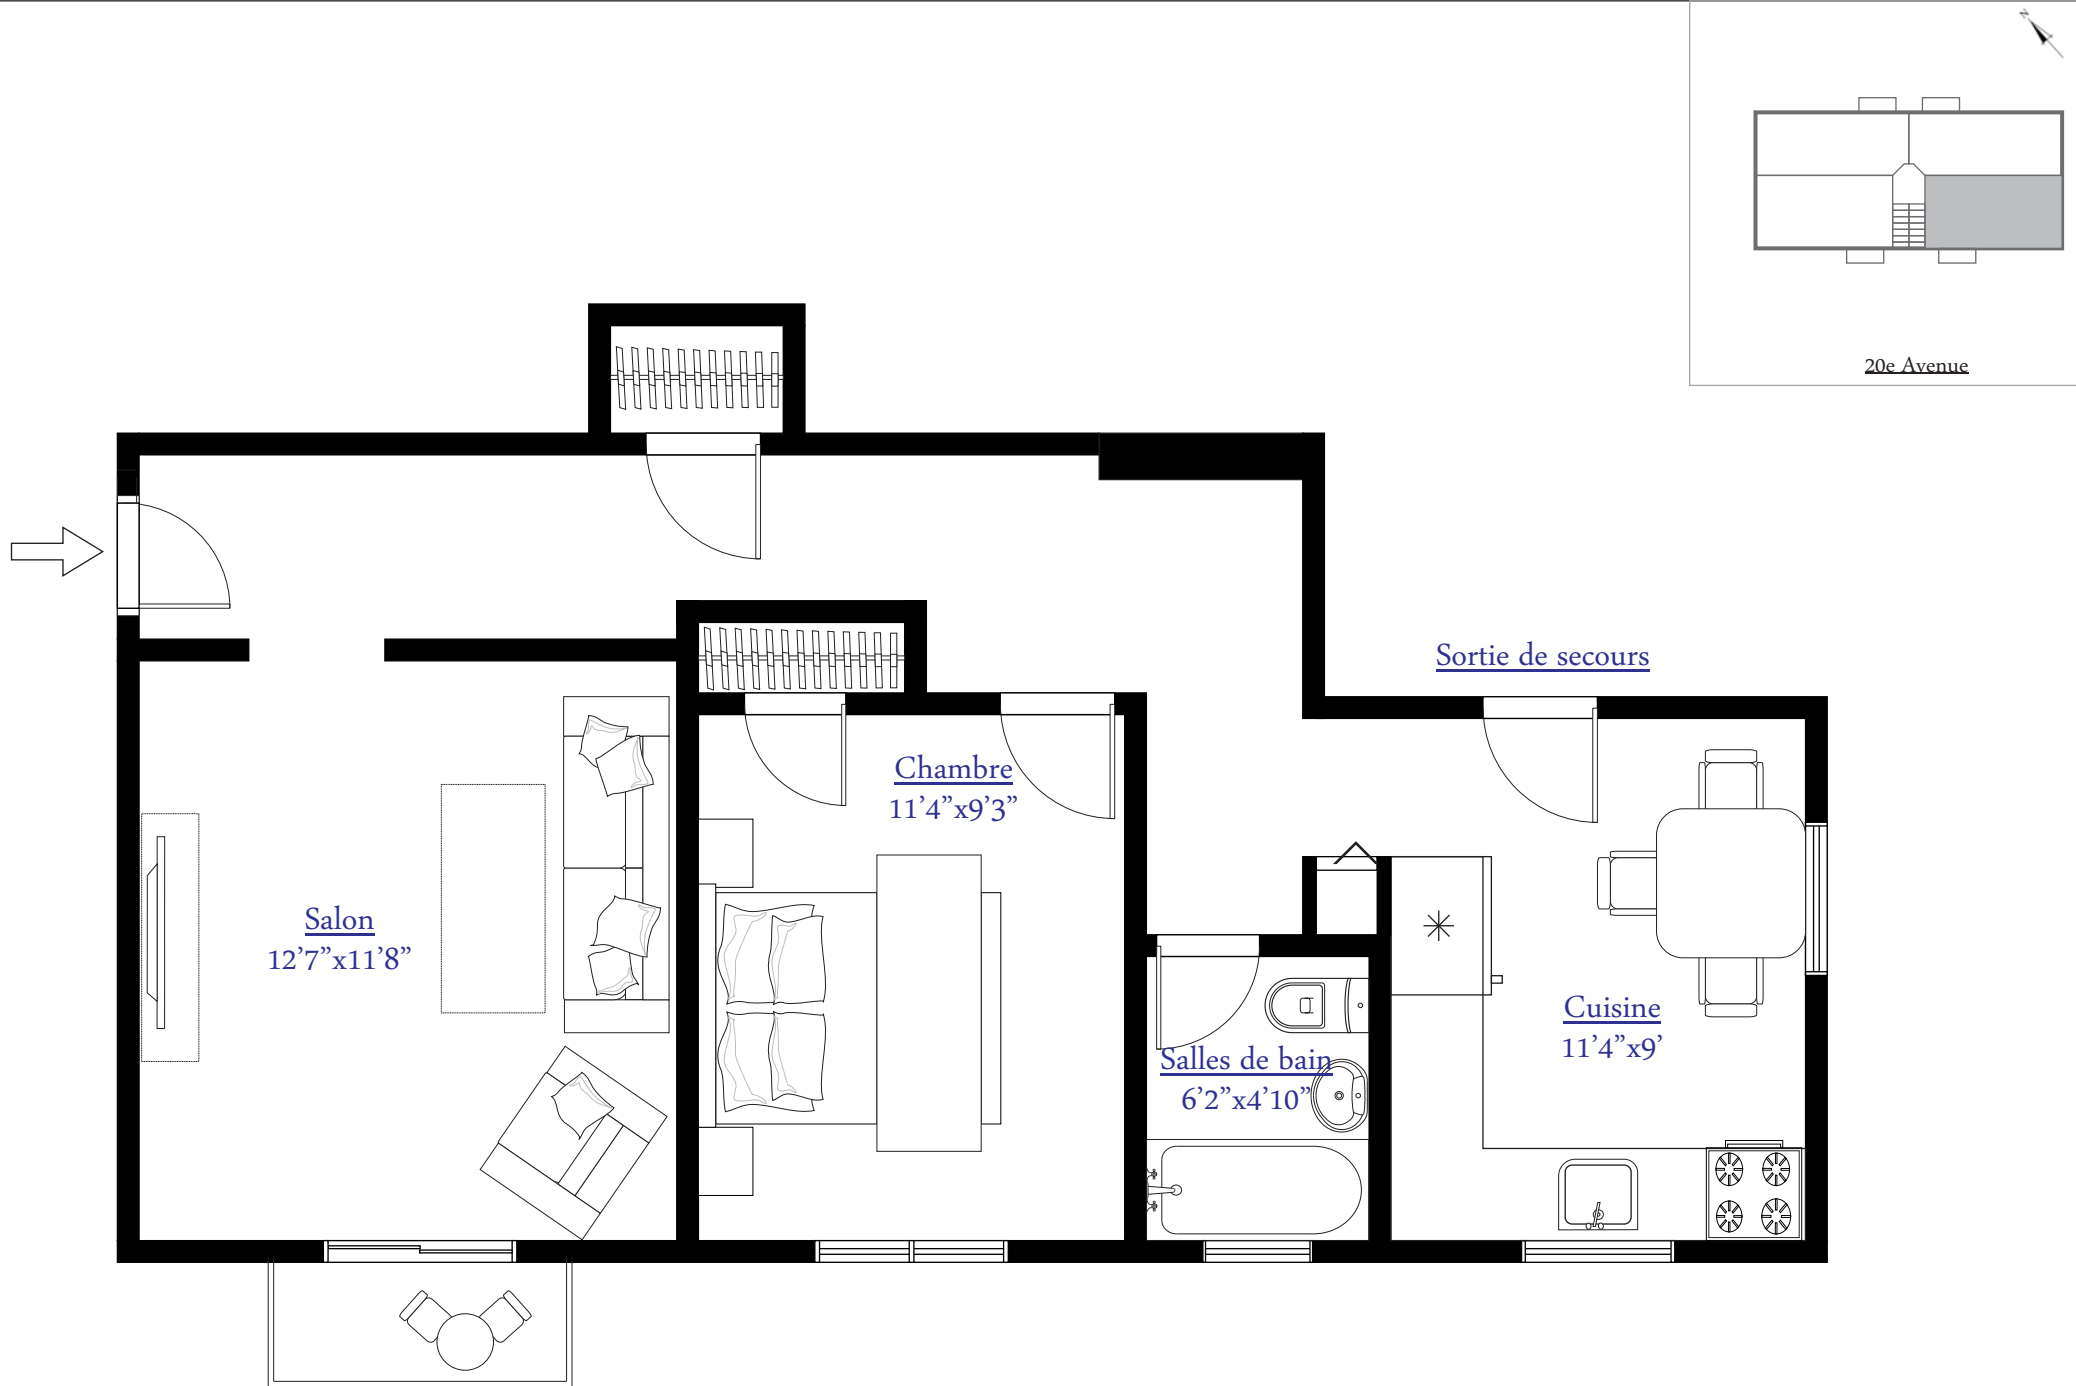 N
20e Avenue
Sortie de secours
Chambre
11’4”x9’3”
Salon
12’7”x11’8”
Cuisine
11’4”x9’
Salles de bain
6’2”x4’10”